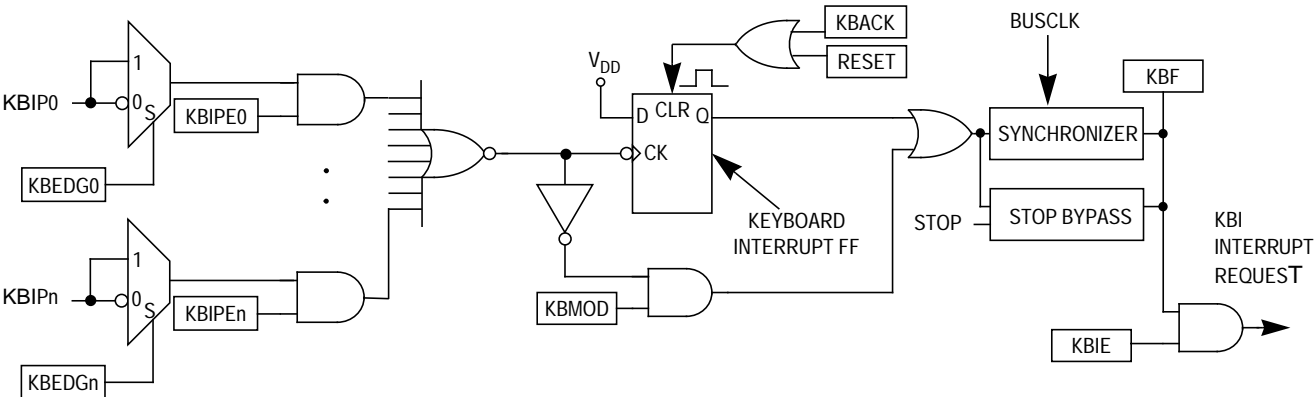 KBACK
RESET
BUSCLK
KBF
VDD
1
KBIP0
0
S
KBIPE0
D CLR Q
CK
SYNCHRONIZER
KBEDG0
KEYBOARD
INTERRUPT FF
STOP
STOP BYPASS
KBI
INTERRUPT
REQUEST
1
KBIPn
0
S
KBIPEn
KBMOD
KBIE
KBEDGn